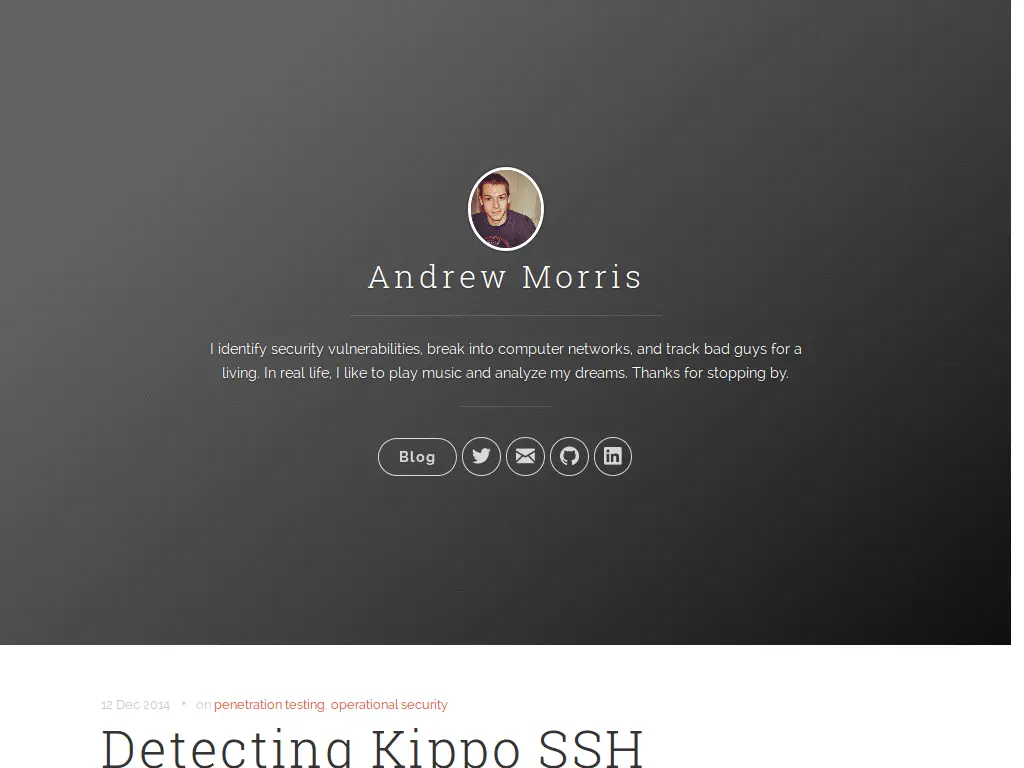 Andrew Morris
I identify security vulnerabilities, break into computer networks, and track bad guys for a
living. In real life, I like to play music and analyze my dreams. Thanks for stopping by.
Blog
12 Dec 2014 • on penetration testing, operational security
Detecting Kippo SSH